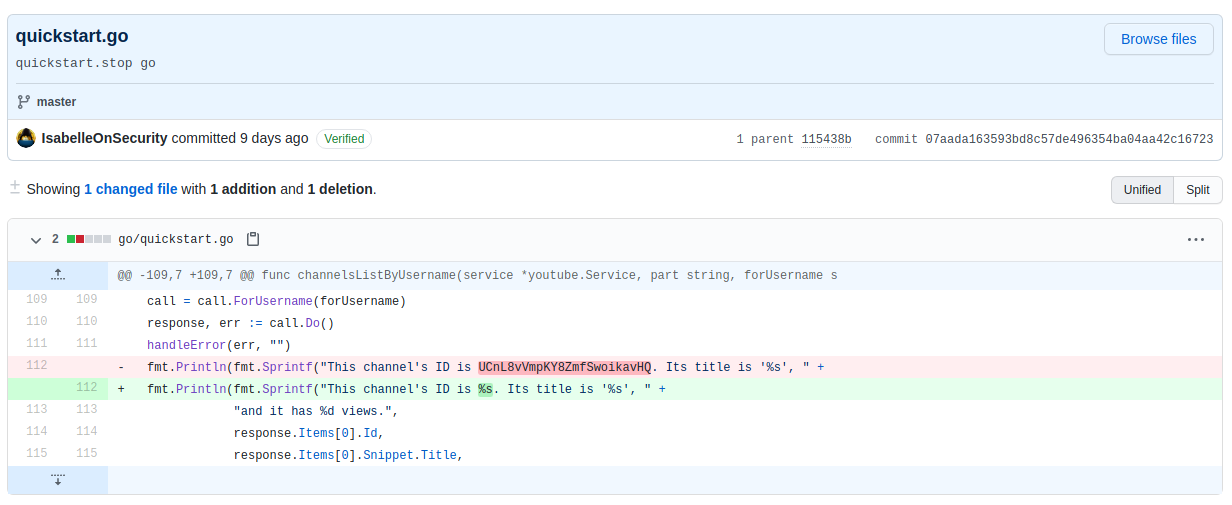 quickstart.go
Browse files
quickstart.stop go
master
IsabelleOnSecurity committed 9 days ago Verified 1 parent 115438b commit 07aada163593bd8c57de496354ba04aa42c16723
Showing 1 changed file with 1 addition and 1 deletion. Unified Split
2 go/quickstart.go
@@ -109,7 +109,7 @@ func channelsListByUsername(service *youtube.Service, part string, forUsername s
109 109 call = call.ForUsername(forUsername)
110 110 response, err := call.Do()
111 111 handleError(err, "")
112 - fmt.Println(fmt.Sprintf("This channel's ID is UCnL8vVmpKY8ZmfSwoikavHQ. Its title is '%s', " +
112 + fmt.Println(fmt.Sprintf("This channel's ID is %s. Its title is '%s', " +
113 113 "and it has %d views.",
114 114 response.Items[0].Id,
115 115 response.Items[0].Snippet.Title,